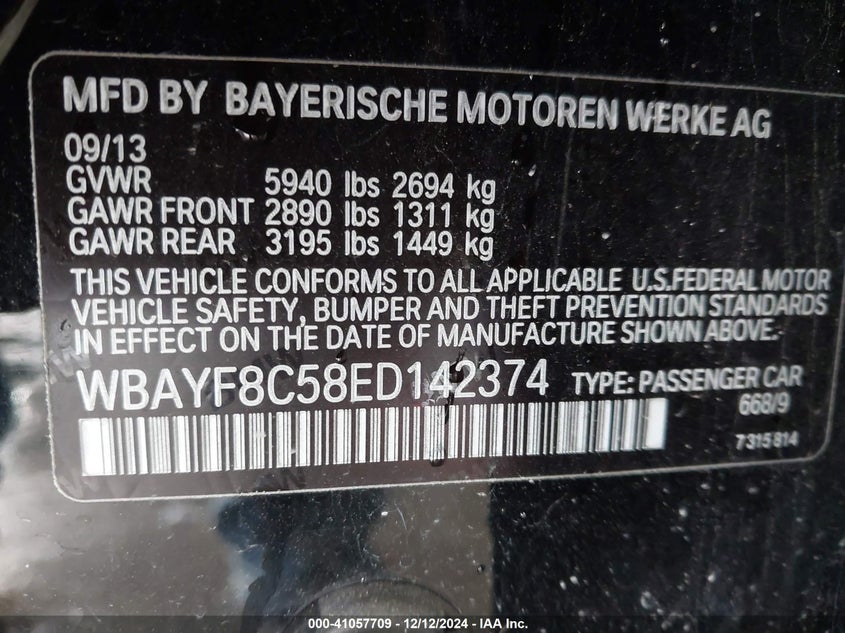 MFD BY BAYERISCHE MOTOREN WERKE AG
09/13
GVWR 5940 lbs 2694 kg
GAWR FRONT 2890 lbs 1311 kg
GAWR REAR 3195 lbs 1449 kg
THIS VEHICLE CONFORMS TO ALL APPLICABLE U.S.FEDERAL MOTOR
VEHICLE SAFETY, BUMPER AND THEFT PREVENTION STANDARDS
IN EFFECT ON THE DATE OF MANUFACTURE SHOWN ABOVE.
WBAYF8C58ED142374 TYPE: PASSENGER CAR
668/9
7315814
000-41057709 - 12/12/2024 - IAA Inc.